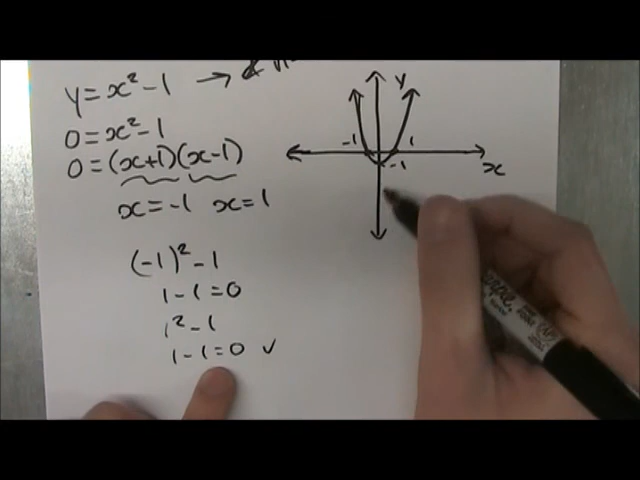 y = x² - 1 →
0 = x² - 1
0 = (x+1)(x-1)
x = -1 x = 1
(-1)² - 1
1 - 1 = 0
1² - 1
1 - 1 = 0 ✓
y
-1 1
-1
x
Sharpie